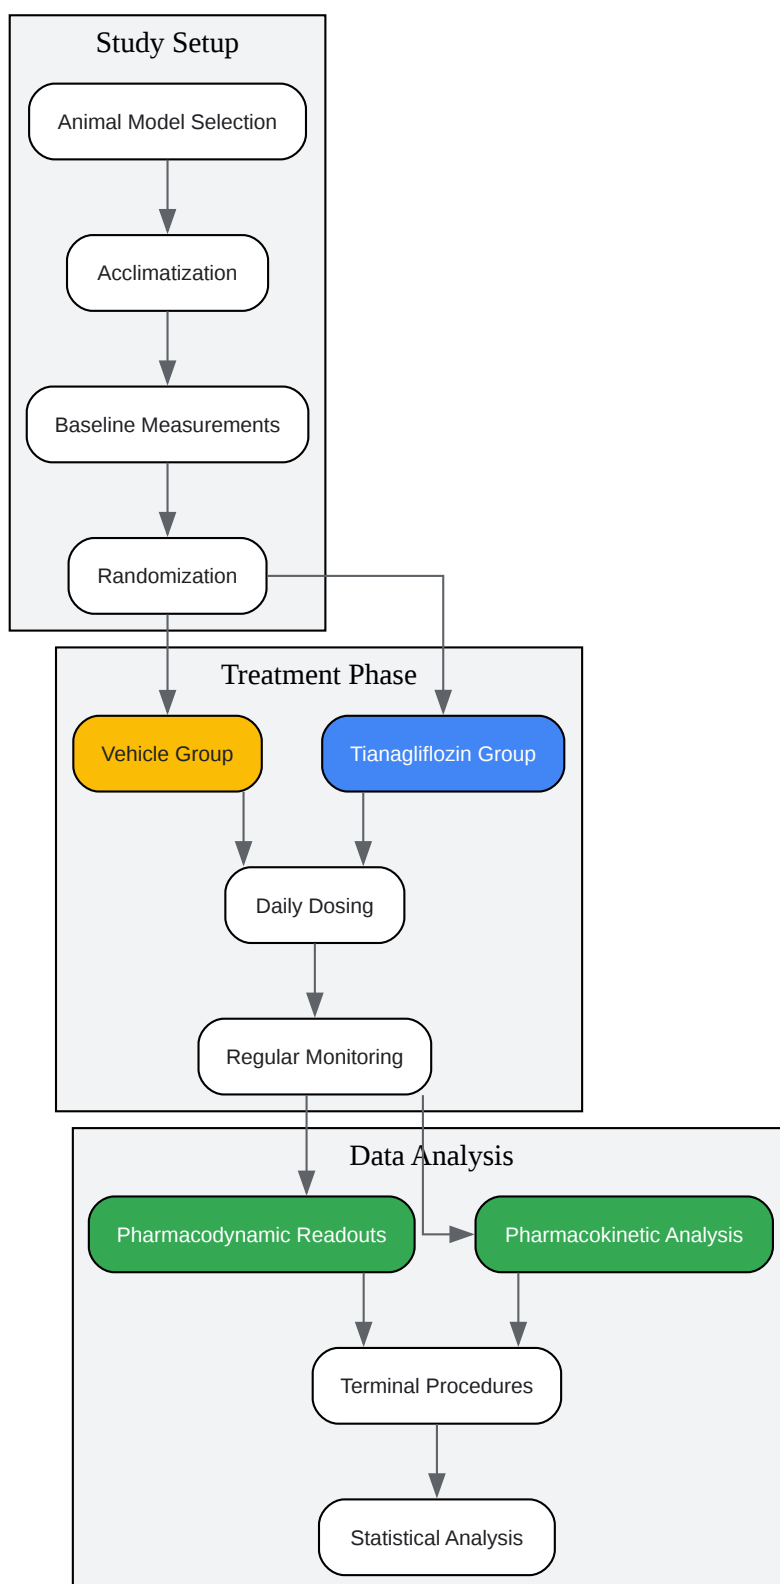 Study Setup
Animal Model Selection
Acclimatization
Baseline Measurements
Randomization
Treatment Phase
Vehicle Group
Tianagliflozin Group
Daily Dosing
Regular Monitoring
Data Analysis
Pharmacodynamic Readouts
Pharmacokinetic Analysis
Terminal Procedures
Statistical Analysis